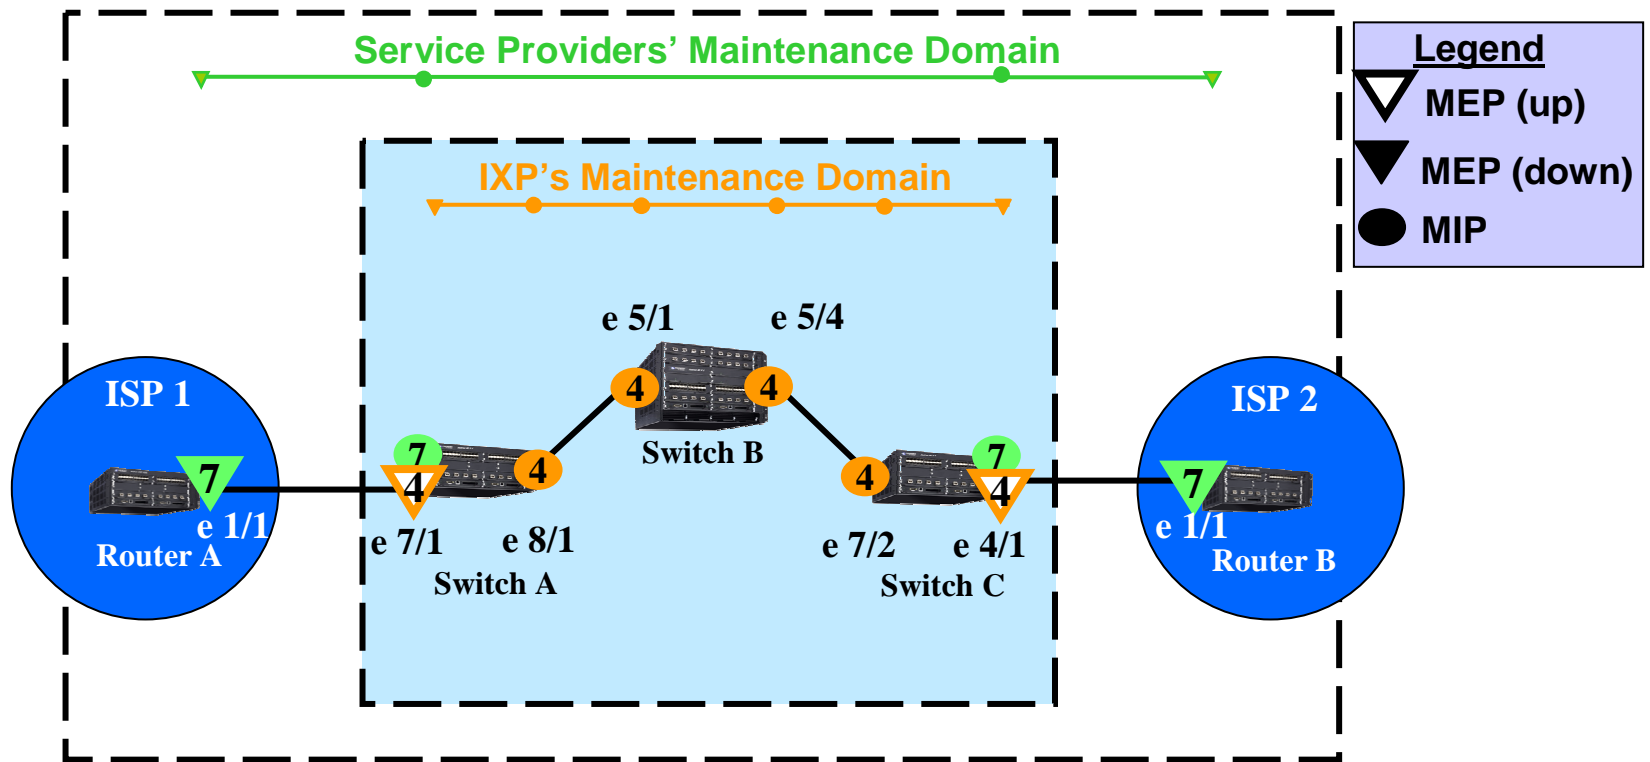 Service Providers’ Maintenance Domain
Legend
MEP (up)
MEP (down)
MIP
IXP’s Maintenance Domain
e 5/1
e 5/4
4
4
Switch B
ISP 1
7
e 1/1
Router A
7
4
4
e 7/1
e 8/1
Switch A
4
7
4
e 7/2
e 4/1
Switch C
ISP 2
7
e 1/1
Router B